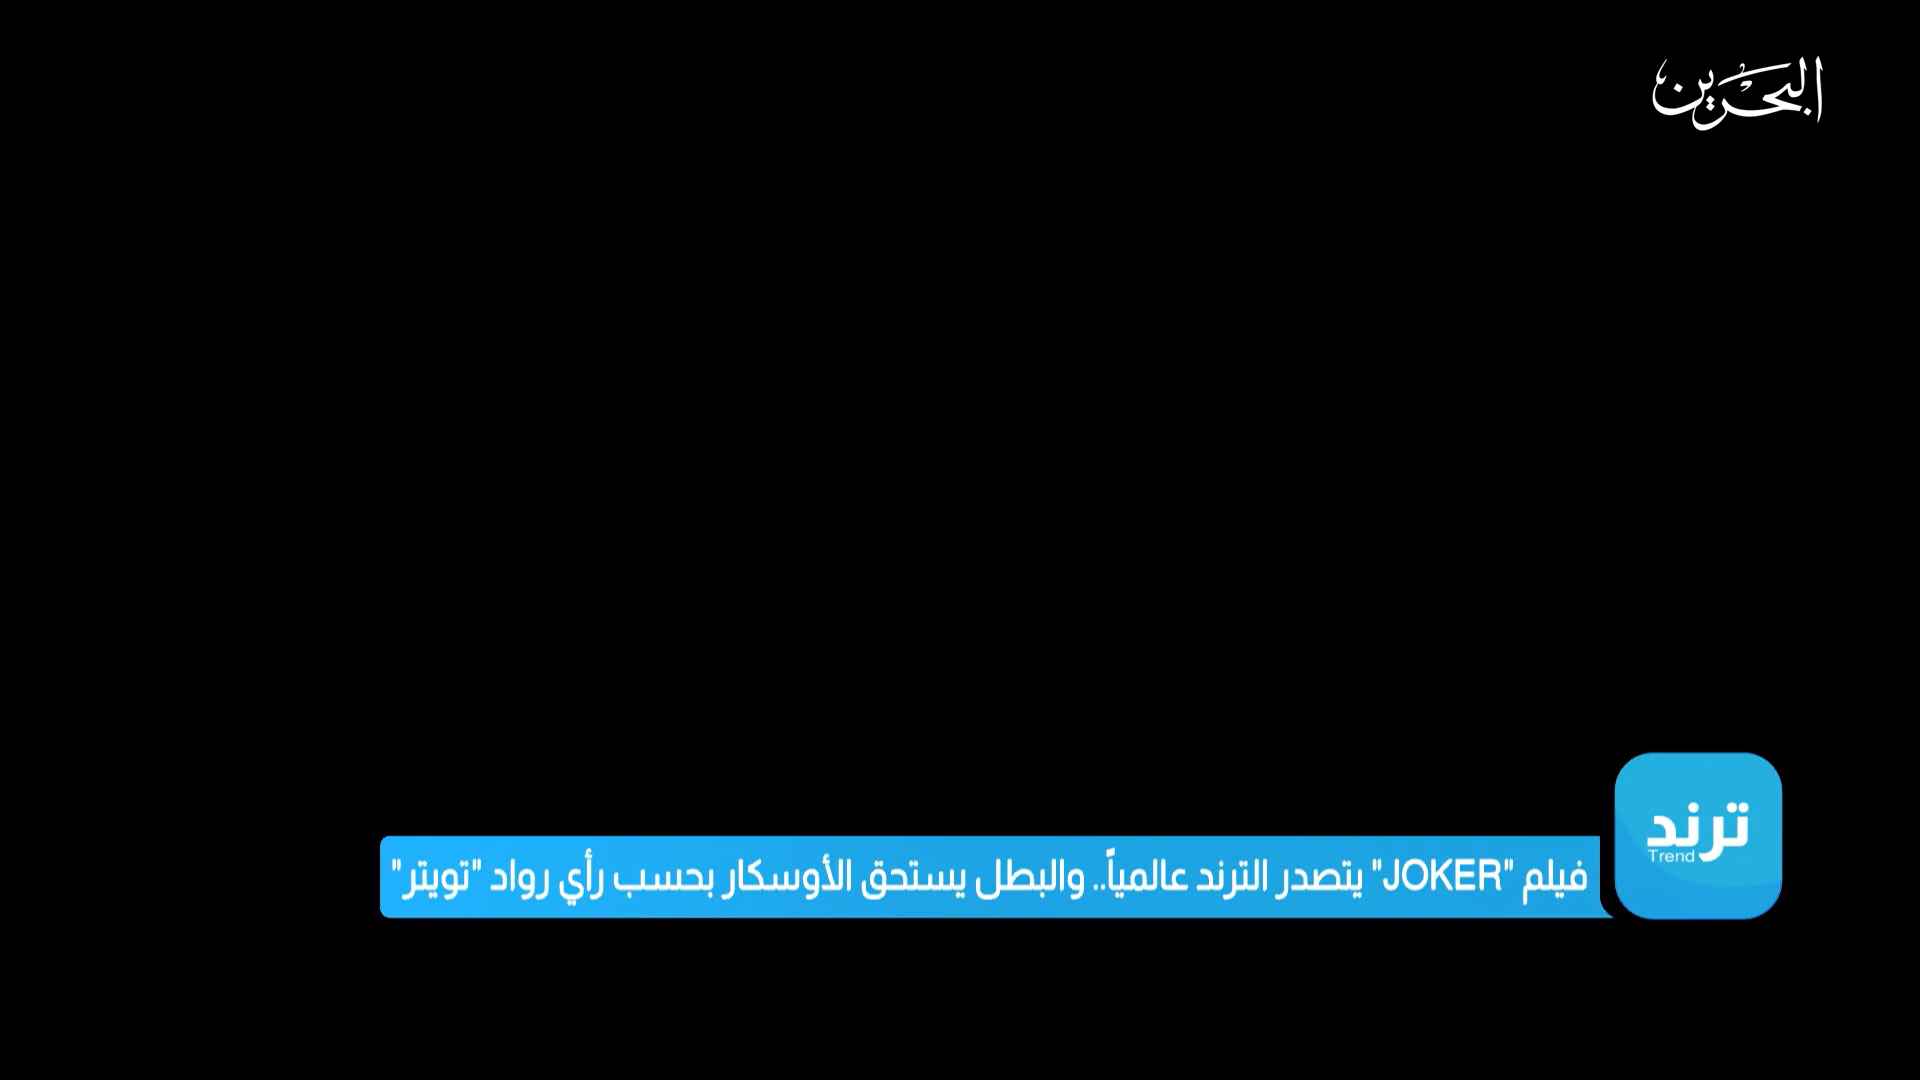 البحرين
ترند
Trend
فيلم "JOKER" يتصدر الترند عالمياً.. والبطل يستحق الأوسكار بحسب رأي رواد "تويتر"